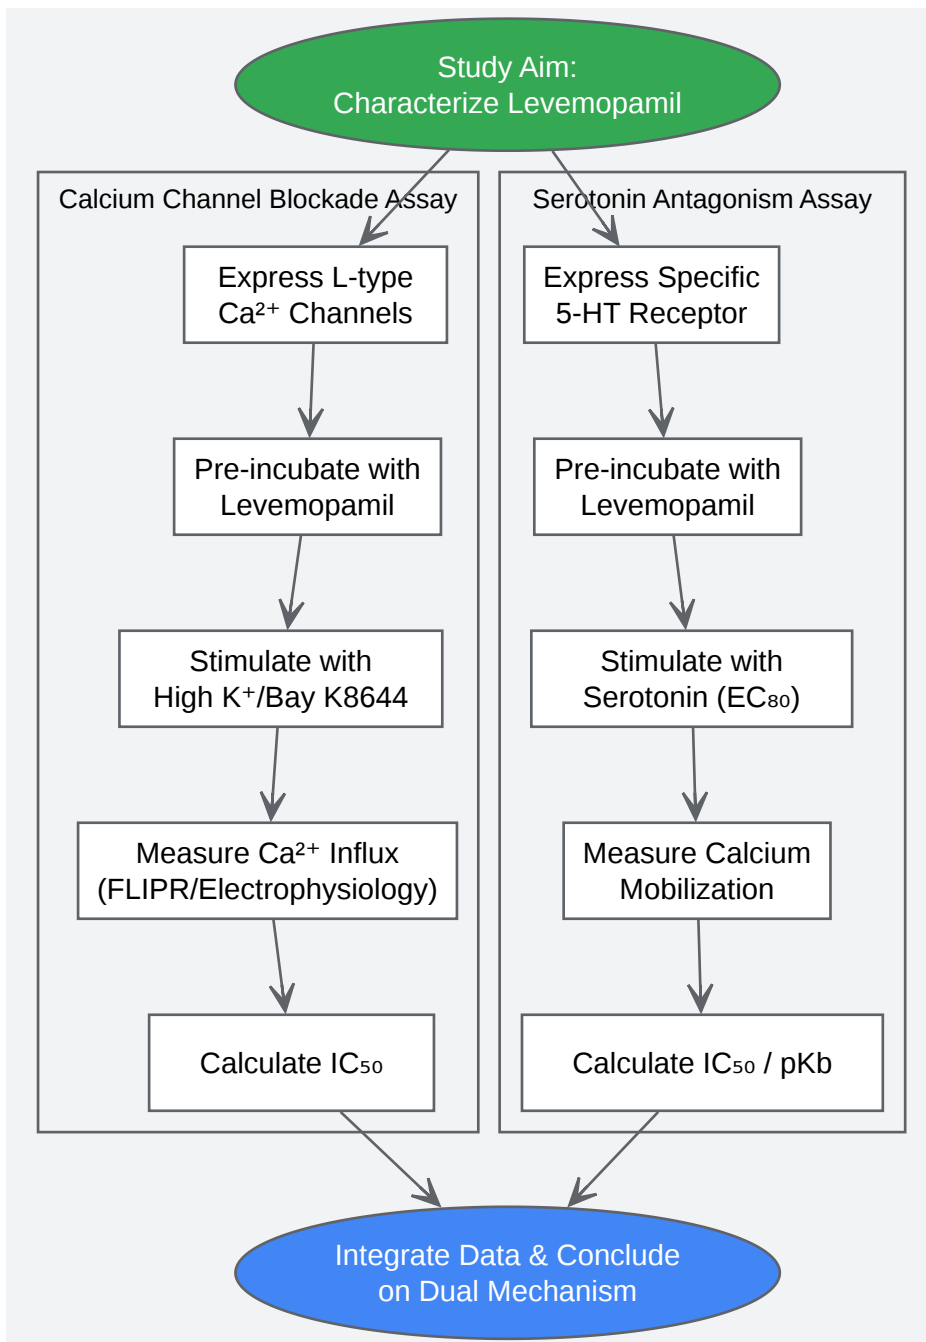 Study Aim:
Characterize Levemopamil
Calcium Channel Blockade Assay
Express L-type
Ca²⁺ Channels
Pre-incubate with
Levemopamil
Stimulate with
High K⁺/Bay K8644
Measure Ca²⁺ Influx
(FLIPR/Electrophysiology)
Calculate IC₅₀
Serotonin Antagonism Assay
Express Specific
5-HT Receptor
Pre-incubate with
Levemopamil
Stimulate with
Serotonin (EC₈₀)
Measure Calcium
Mobilization
Calculate IC₅₀ / pKb
Integrate Data & Conclude
on Dual Mechanism